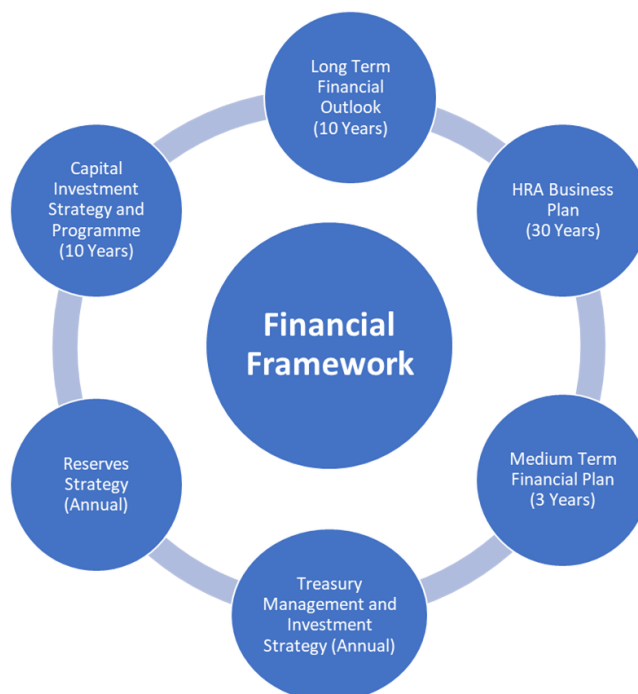 Long Term
Financial
Outlook
(10 Years)
HRA Business
Plan
(30 Years)
Medium Term
Financial Plan
(3 Years)
Treasury
Management and
Investment
Strategy (Annual)
Reserves
Strategy
(Annual)
Capital
Investment
Strategy and
Programme
(10 Years)
Financial
Framework